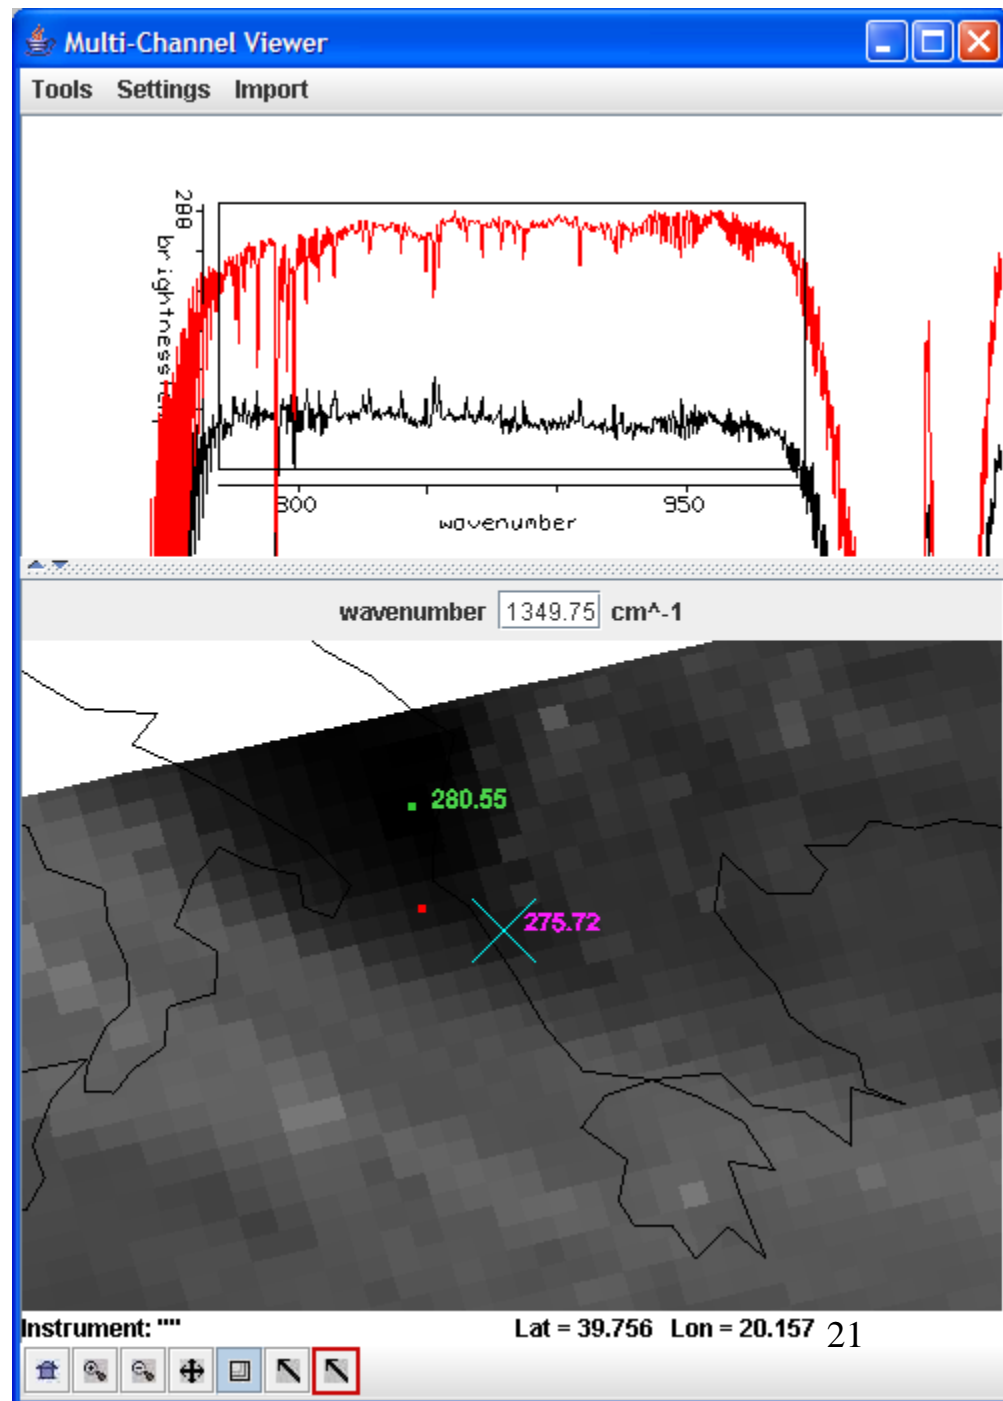 Multi-Channel Viewer
Tools Settings Import
288
brightness
800
950
wavenumber
wavenumber 1349.75 cm^-1
280.55
275.72
Instrument: ""
Lat = 39.756 Lon = 20.157
21